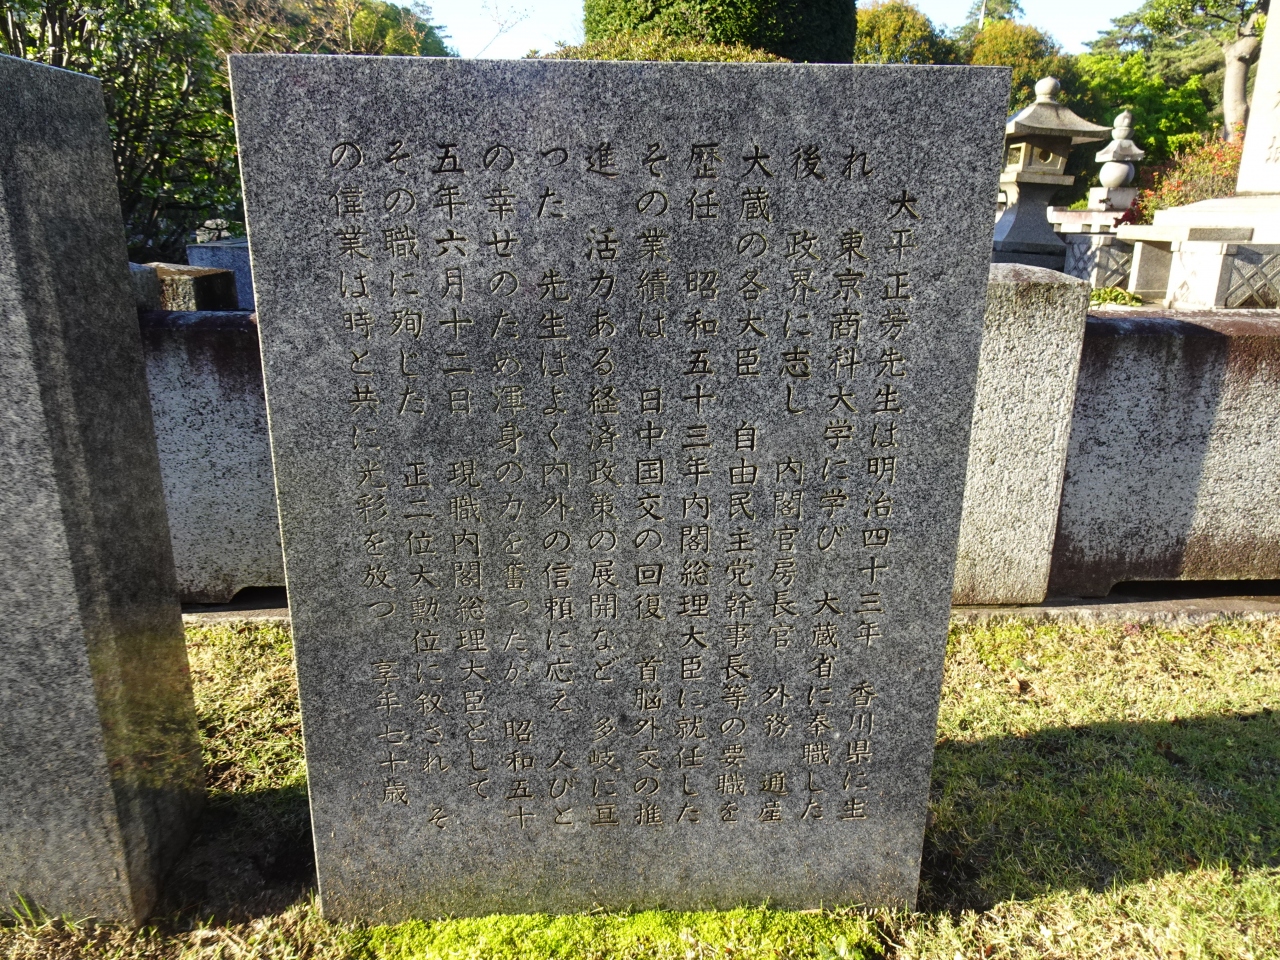 大平正芳先生は明治四十三年　香川県に生
れ　東京商科大学に学び　大蔵省に奉職した
後　政界に志し　内閣官房長官　外務　通産
大蔵の各大臣　自由民主党幹事長等の要職を
歴任　昭和五十三年内閣総理大臣に就任した
その業績は　日中国交の回復　首脳外交の推
進　活力ある経済政策の展開など　多岐に亘
つた　先生はよく内外の信頼に応え　人びと
の幸せのため渾身の力を奮つたが　昭和五十
五年六月十二日　現職内閣総理大臣として
その職に殉じた　正二位大勲位に叙され　そ
の偉業は時と共に光彩を放つ　享年七十歳